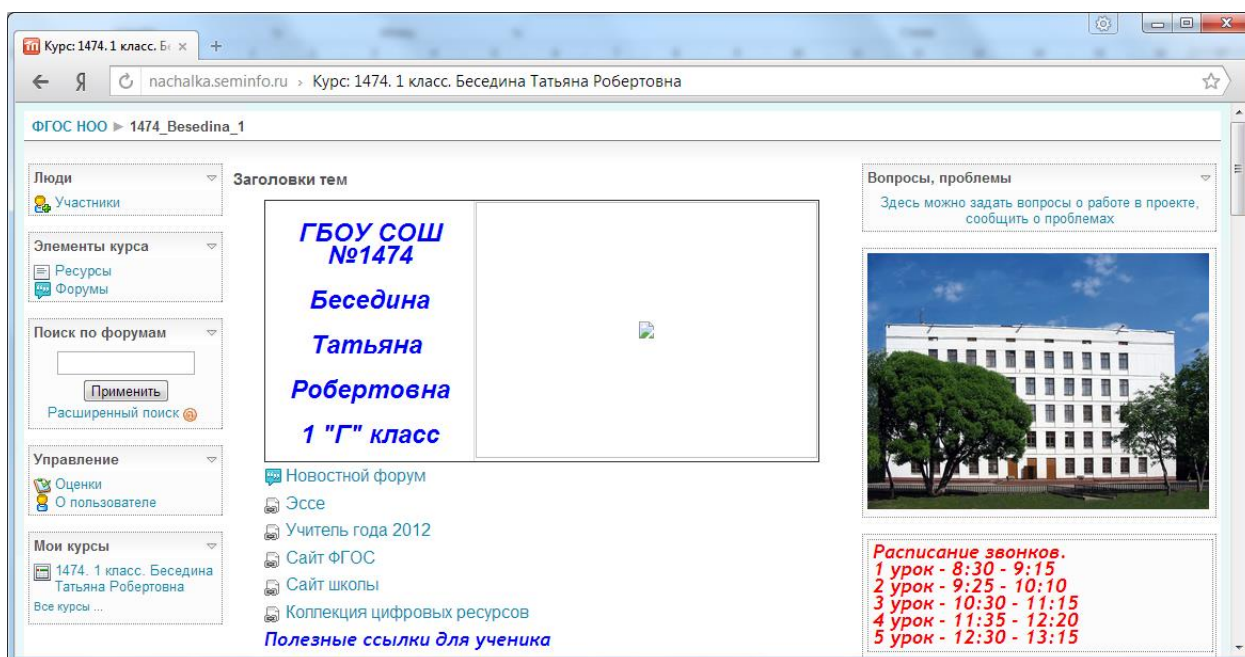 Курс: 1474. 1 класс. Бе
nachalka.seminfo.ru › Курс: 1474. 1 класс. Беседина Татьяна Робертовна
ФГОС НОО ► 1474_Besedina_1
Люди
Участники
Элементы курса
Ресурсы
Форумы
Поиск по форумам
Применить
Расширенный поиск
Управление
Оценки
О пользователе
Мои курсы
1474. 1 класс. Беседина
Татьяна Робертовна
Все курсы ...
Заголовки тем
ГБОУ СОШ
№1474
Беседина
Татьяна
Робертовна
1 "Г" класс
Новостной форум
Эссе
Учитель года 2012
Сайт ФГОС
Сайт школы
Коллекция цифровых ресурсов
Полезные ссылки для ученика
Вопросы, проблемы
Здесь можно задать вопросы о работе в проекте,
сообщить о проблемах
Расписание звонков.
1 урок - 8:30 - 9:15
2 урок - 9:25 - 10:10
3 урок - 10:30 - 11:15
4 урок - 11:35 - 12:20
5 урок - 12:30 - 13:15